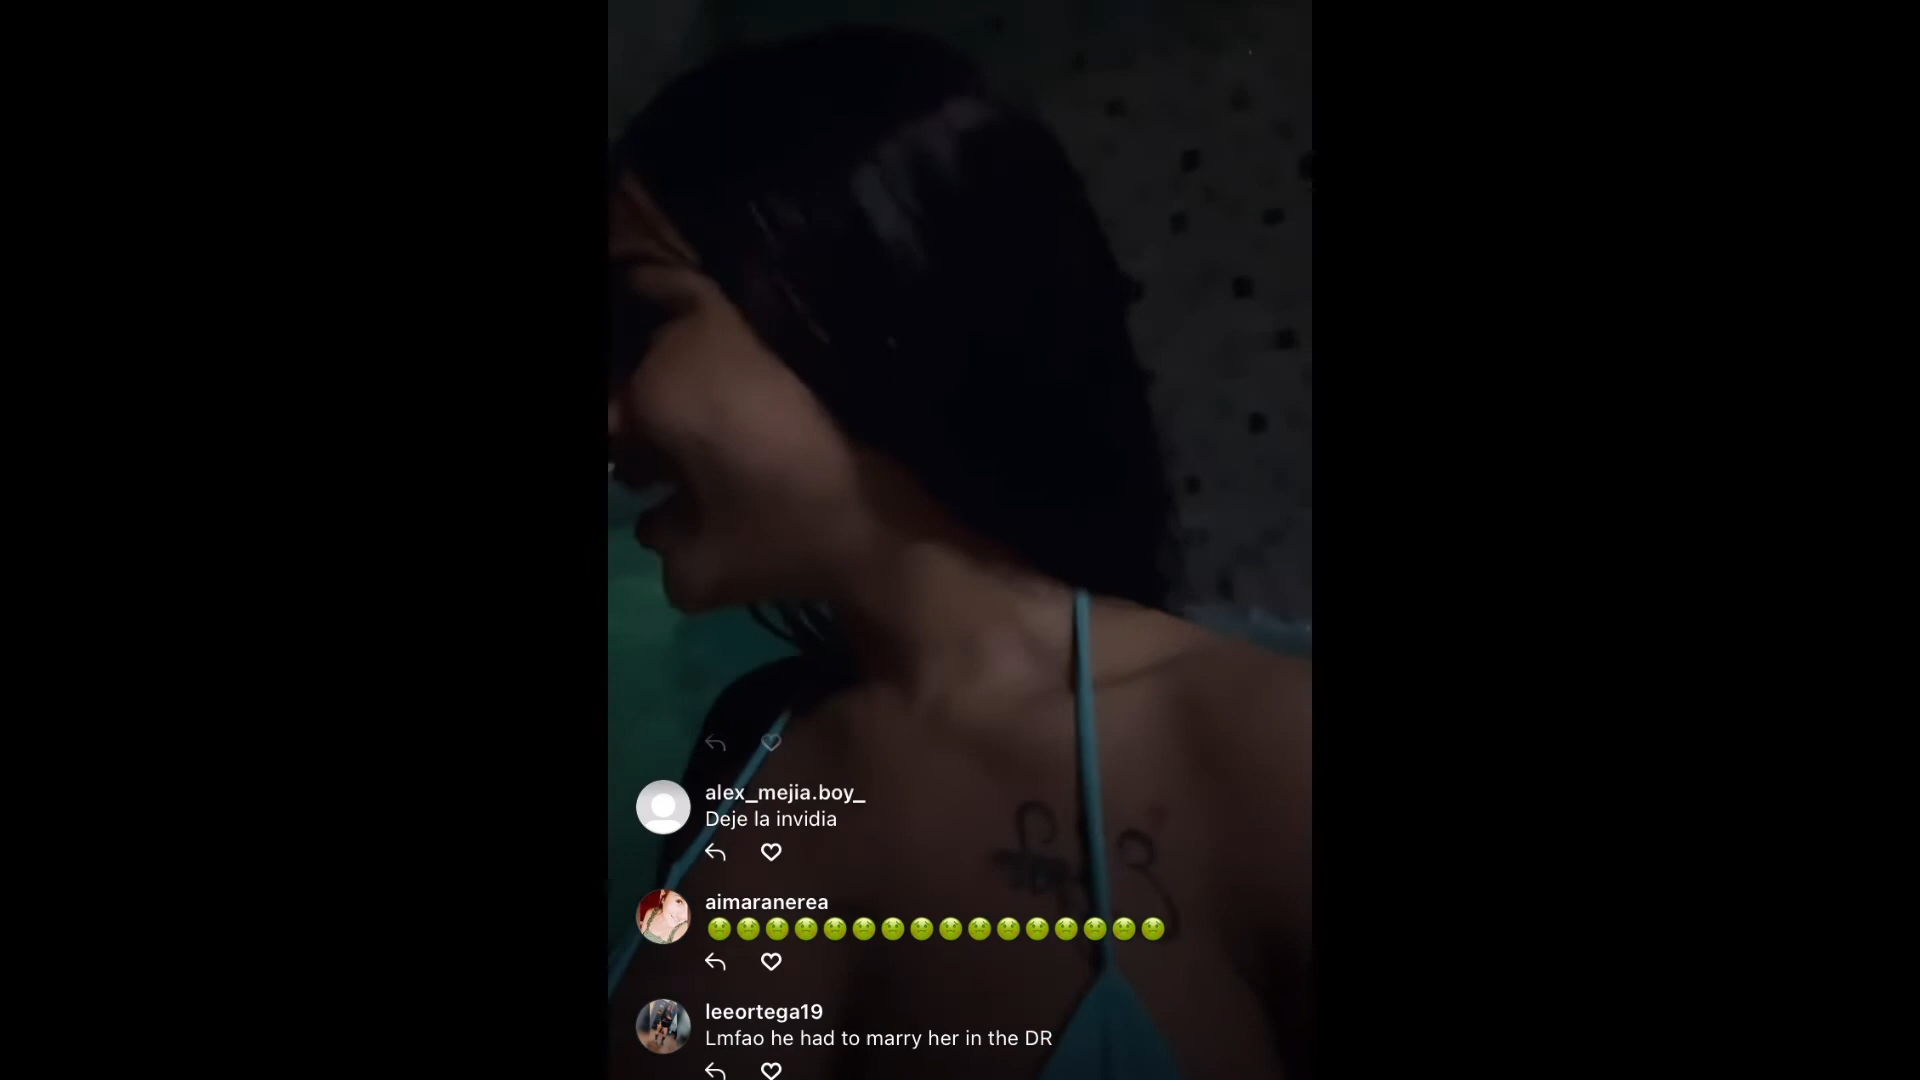 alex_mejia.boy_
Deje la invidia
aimaranerea
🤢🤢🤢🤢🤢🤢🤢🤢🤢🤢🤢🤢🤢🤢🤢🤢
leeortega19
Lmfao he had to marry her in the DR